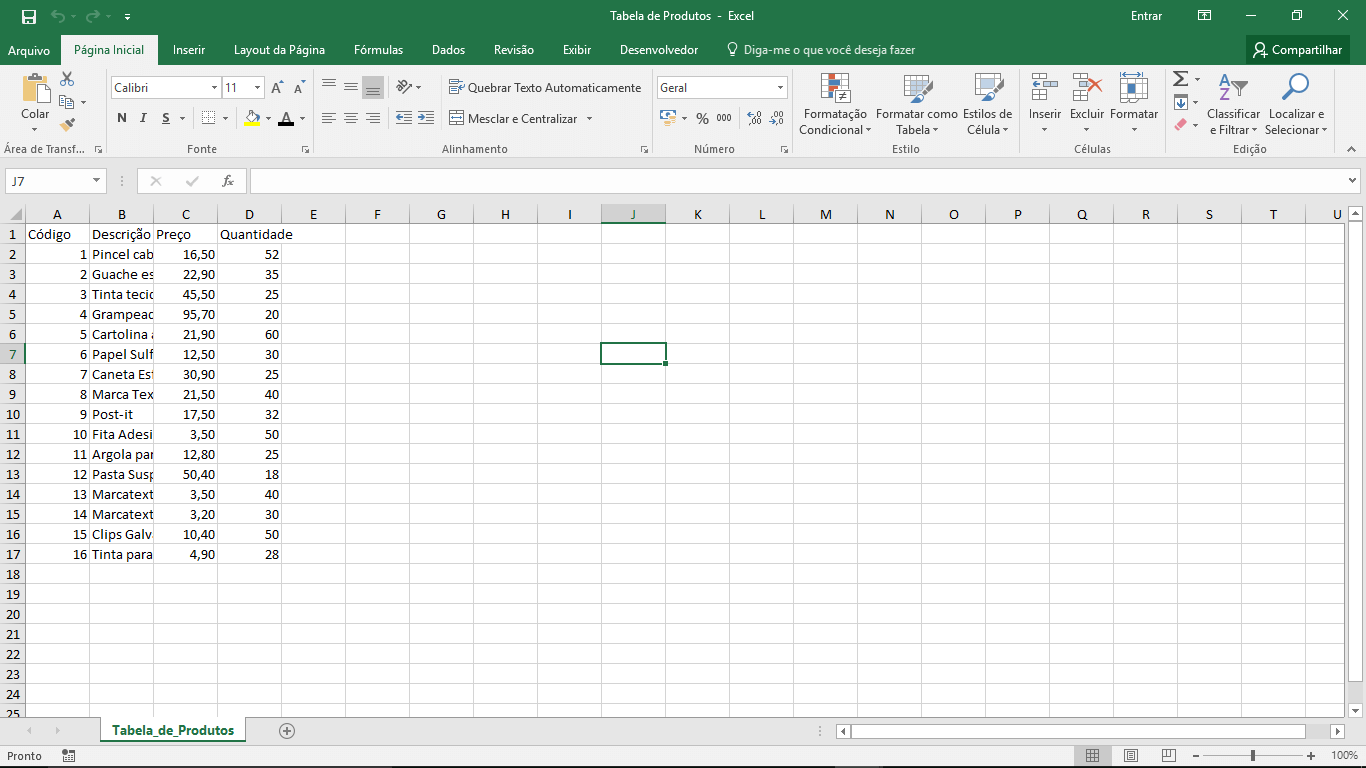 Tabela de Produtos - Excel
Entrar
Arquivo Página Inicial Inserir Layout da Página Fórmulas Dados Revisão Exibir Desenvolvedor Diga-me o que você deseja fazer Compartilhar
Colar
Calibri 11
N I S A
Quebrar Texto Automaticamente
Mesclar e Centralizar
Geral
% 000
Formatação Condicional
Formatar como Tabela
Estilos de Célula
Inserir
Excluir
Formatar
Classificar e Filtrar
Localizar e Selecionar
Área de Transf... Fonte Alinhamento Número Estilo Células Edição
J7 fx
A B C D E F G H I J K L M N O P Q R S T U
1 Código Descrição Preço Quantidade
2 1 Pincel cab 16,50 52
3 2 Guache es 22,90 35
4 3 Tinta tecid 45,50 25
5 4 Grampead 95,70 20
6 5 Cartolina a 21,90 60
7 6 Papel Sulf 12,50 30
8 7 Caneta Est 30,90 25
9 8 Marca Tex 21,50 40
10 9 Post-it 17,50 32
11 10 Fita Adesi 3,50 50
12 11 Argola par 12,80 25
13 12 Pasta Susp 50,40 18
14 13 Marcatext 3,50 40
15 14 Marcatext 3,20 30
16 15 Clips Galv 10,40 50
17 16 Tinta para 4,90 28
18
19
20
21
22
23
24
25
Tabela_de_Produtos
Pronto
100%